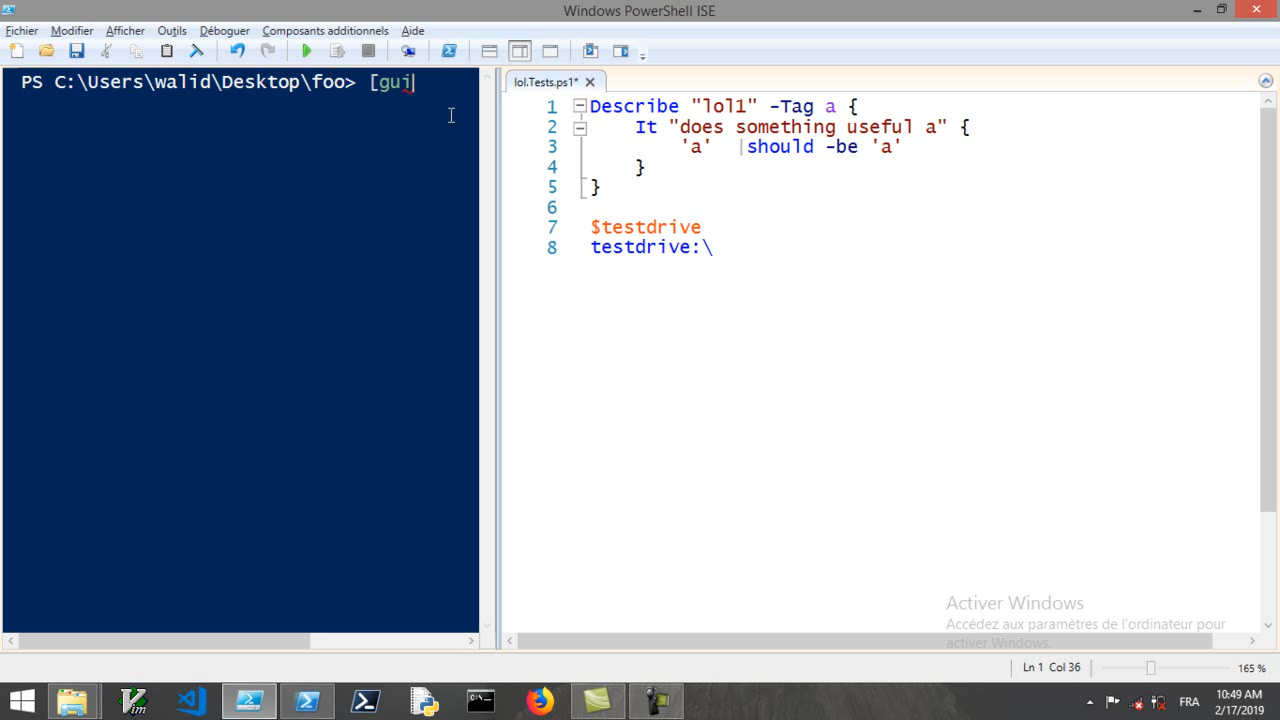 Windows PowerShell ISE
Fichier Modifier Afficher Outils Déboguer Composants additionnels Aide
PS C:\Users\walid\Desktop\foo> [gui
lol.Tests.ps1*
1 Describe "lol1" -Tag a {
2 It "does something useful a" {
3 'a' |should -be 'a'
4 }
5 }
6
7 $testdrive
8 testdrive:\
Activer Windows
Accédez aux paramètres de l'ordinateur pour
activer Windows.
Ln 1 Col 36 165 %
FRA 10:49 AM
2/17/2019